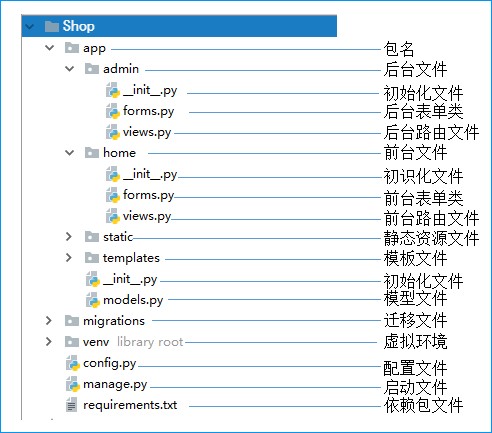 Shop
app 包名
admin 后台文件
__init__.py 初始化文件
forms.py 后台表单类
views.py 后台路由文件
home 前台文件
__init__.py 初识化文件
forms.py 前台表单类
views.py 前台路由文件
static 静态资源文件
templates 模板文件
__init__.py 初始化文件
models.py 模型文件
migrations 迁移文件
venv library root 虚拟环境
config.py 配置文件
manage.py 启动文件
requirements.txt 依赖包文件